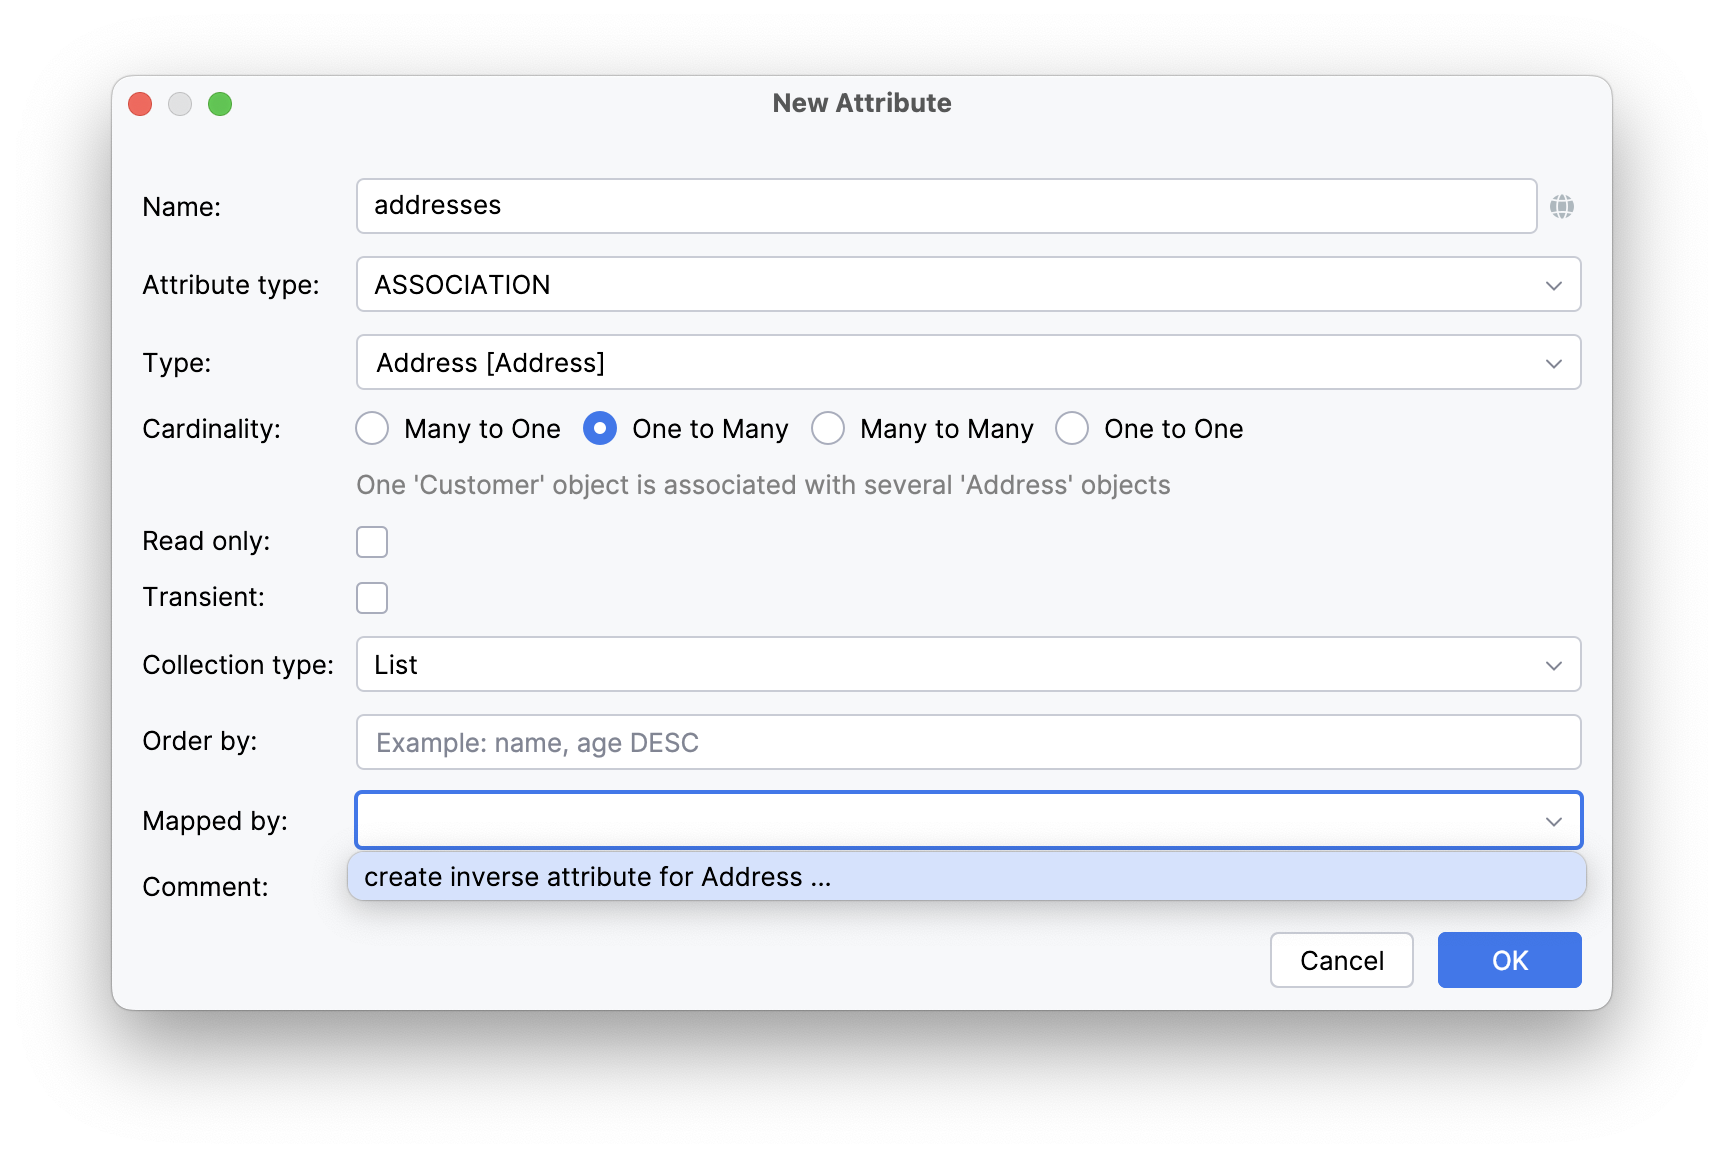 New Attribute
Name: addresses
Attribute type: ASSOCIATION
Type: Address [Address]
Cardinality: Many to One One to Many Many to Many One to One
One 'Customer' object is associated with several 'Address' objects
Read only:
Transient:
Collection type: List
Order by: Example: name, age DESC
Mapped by:
create inverse attribute for Address ...
Comment:
Cancel OK